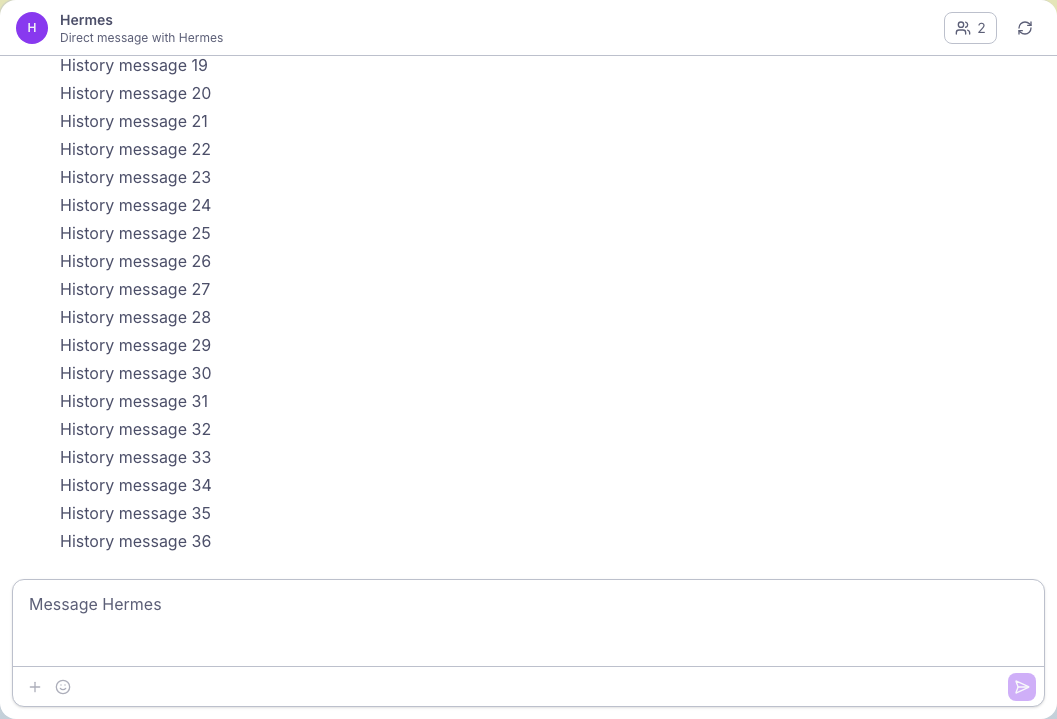 H
Hermes
Direct message with Hermes
2
History message 19
History message 20
History message 21
History message 22
History message 23
History message 24
History message 25
History message 26
History message 27
History message 28
History message 29
History message 30
History message 31
History message 32
History message 33
History message 34
History message 35
History message 36
Message Hermes